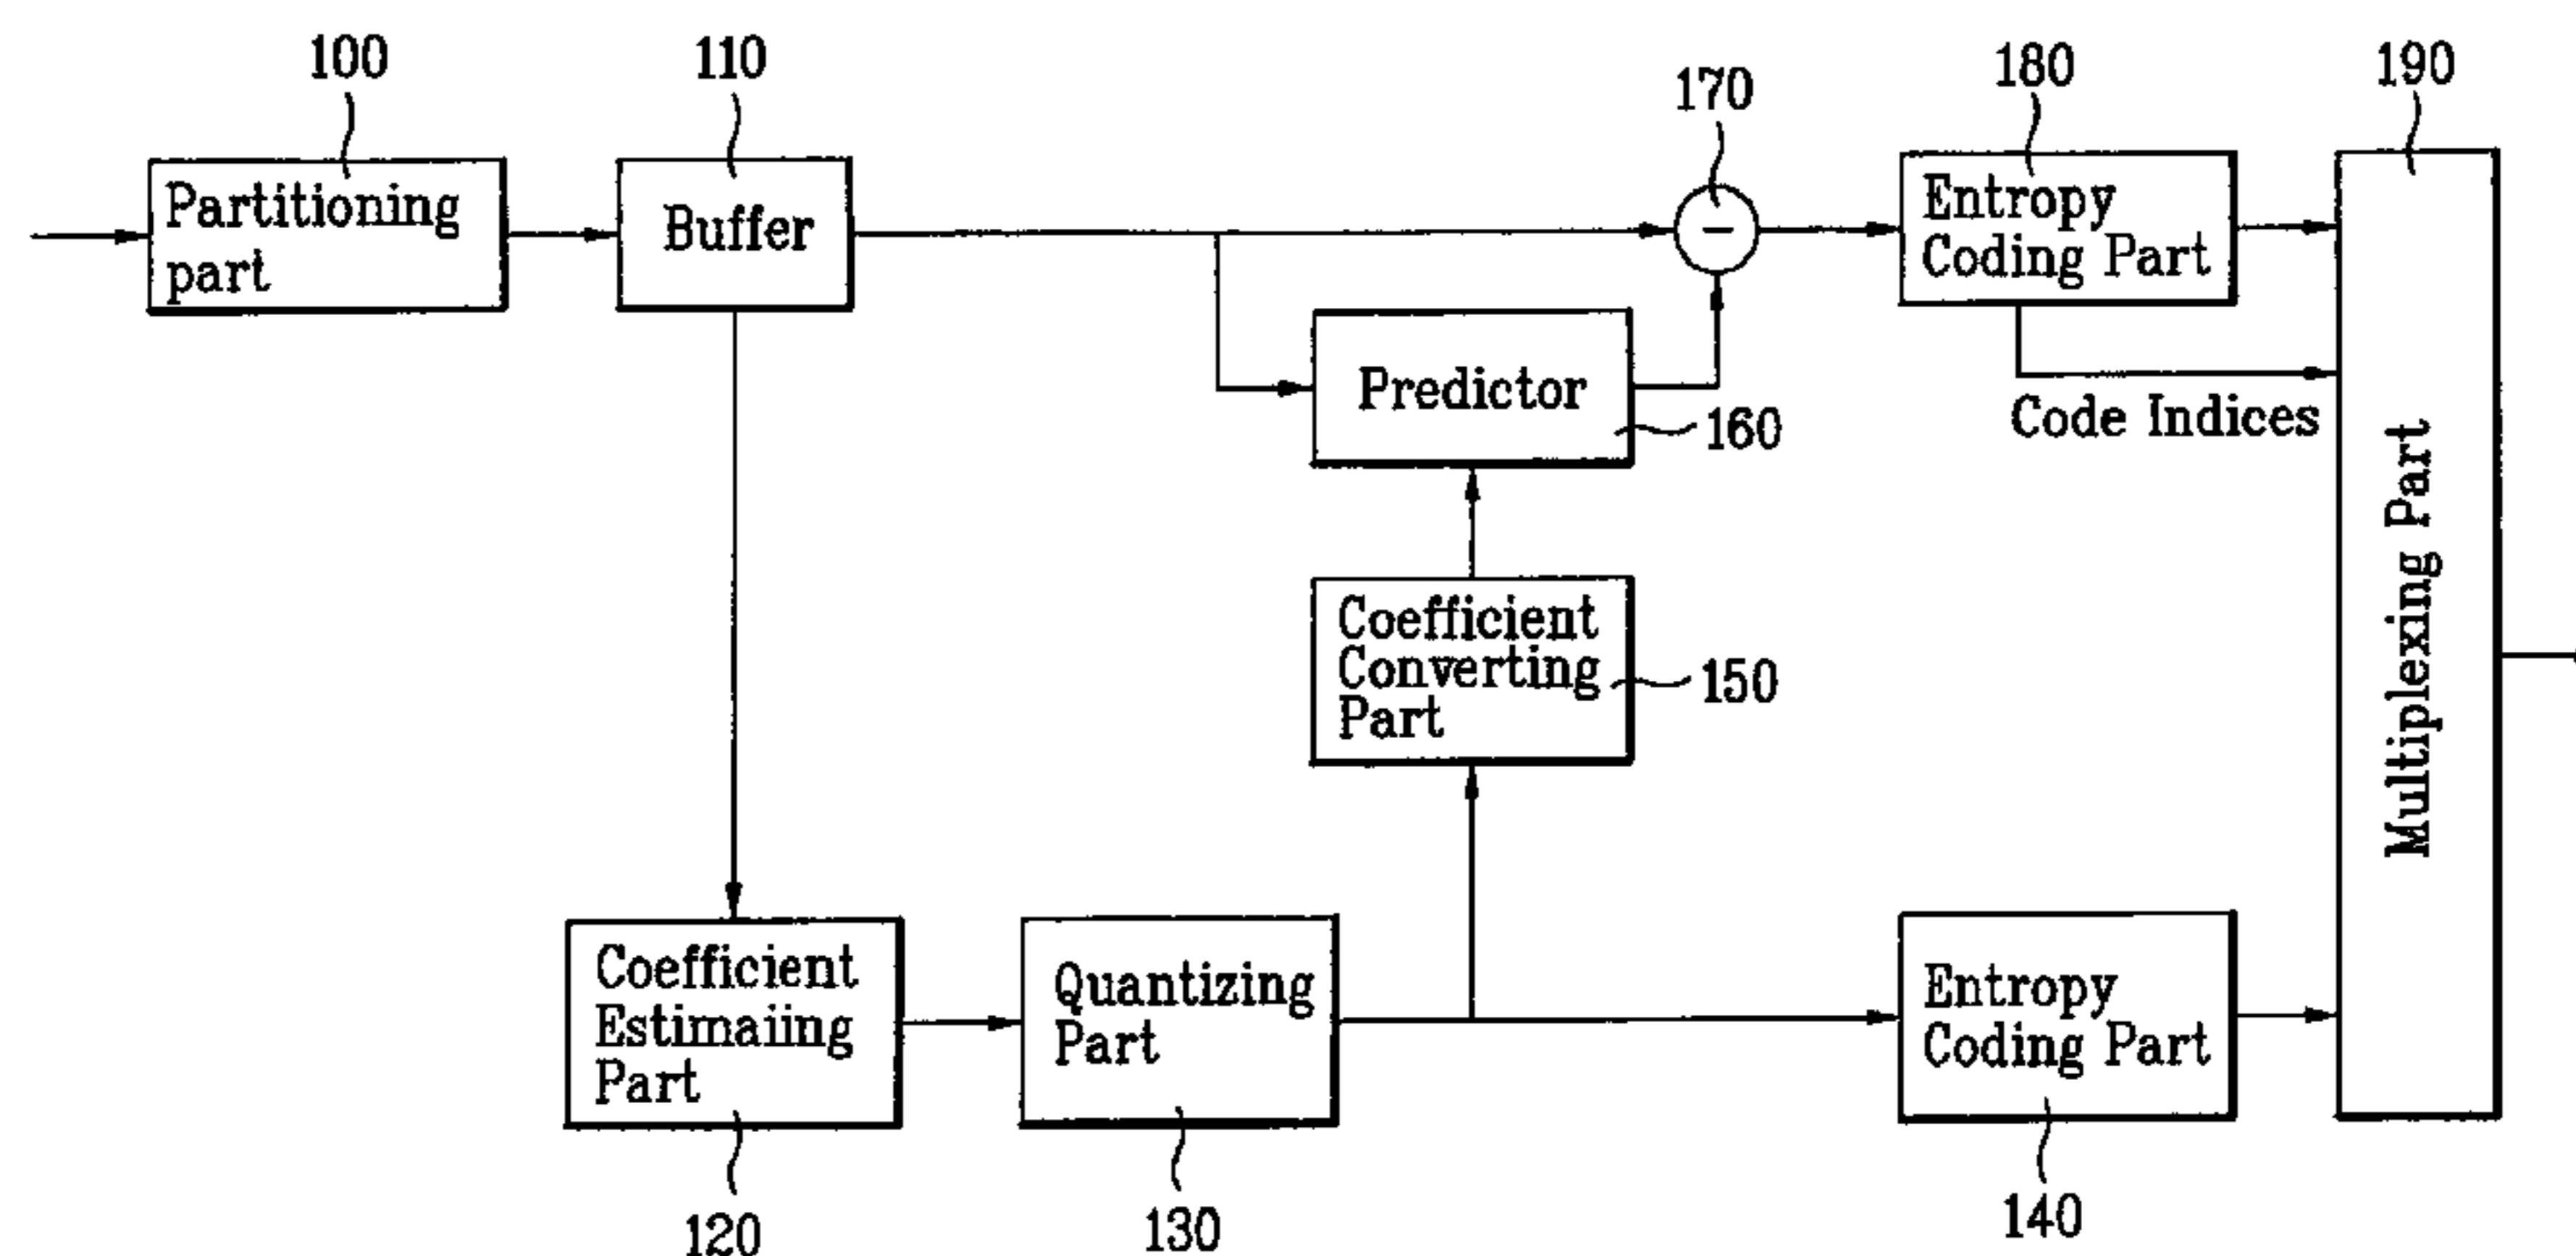 100
110
170
180
190
Partitioning
part
Buffer
-
Entropy
Coding Part
Predictor
160
Code Indices
Multiplexing Part
Coefficient
Converting
Part
150
Coefficient
Estimaiing
Part
Quantizing
Part
Entropy
Coding Part
120
130
140